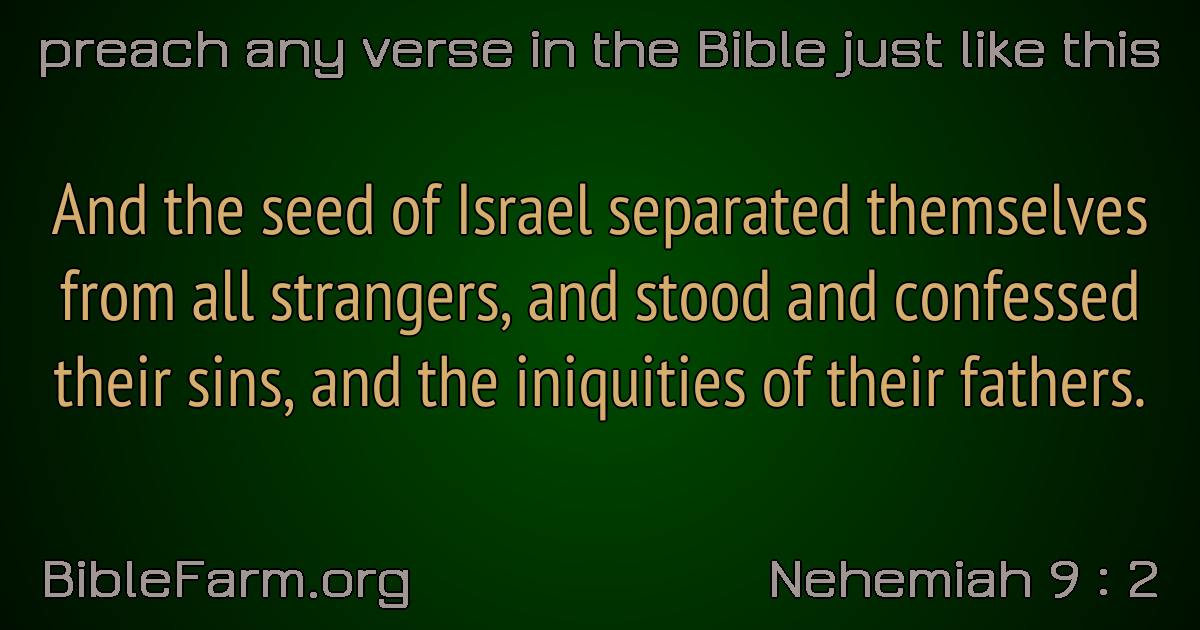 preach any verse in the Bible just like this
And the seed of Israel separated themselves
from all strangers, and stood and confessed
their sins, and the iniquities of their fathers.
BibleFarm.org
Nehemiah 9 : 2